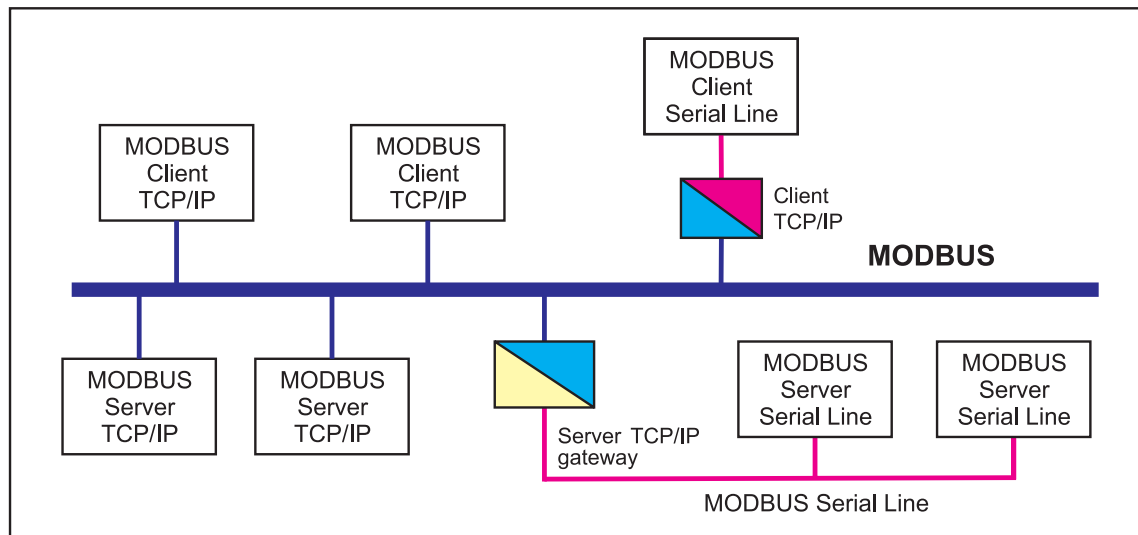 MODBUS
Client
Serial Line
MODBUS
Client
TCP/IP
MODBUS
Client
TCP/IP
Client
TCP/IP
MODBUS
MODBUS
Server
TCP/IP
MODBUS
Server
TCP/IP
Server TCP/IP
gateway
MODBUS
Server
Serial Line
MODBUS
Server
Serial Line
MODBUS Serial Line